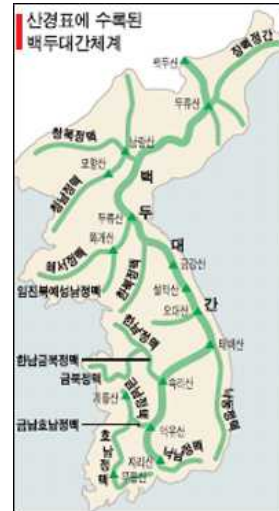 산경표에 수록된
백두대간체계
장백정간
백두산
두류산
청북정맥
낭림산
묘향산
청남정맥
백두대간
두류산
해서정맥
화개산
임진북예성남정맥
한북정맥
금강산
설악산
오대산
한남정맥
태백산
한남금북정맥
금북정맥
속리산
낙동정맥
계룡산
금남정맥
금남호남정맥
덕유산
호남정맥
지리산
낙남정맥
무등산